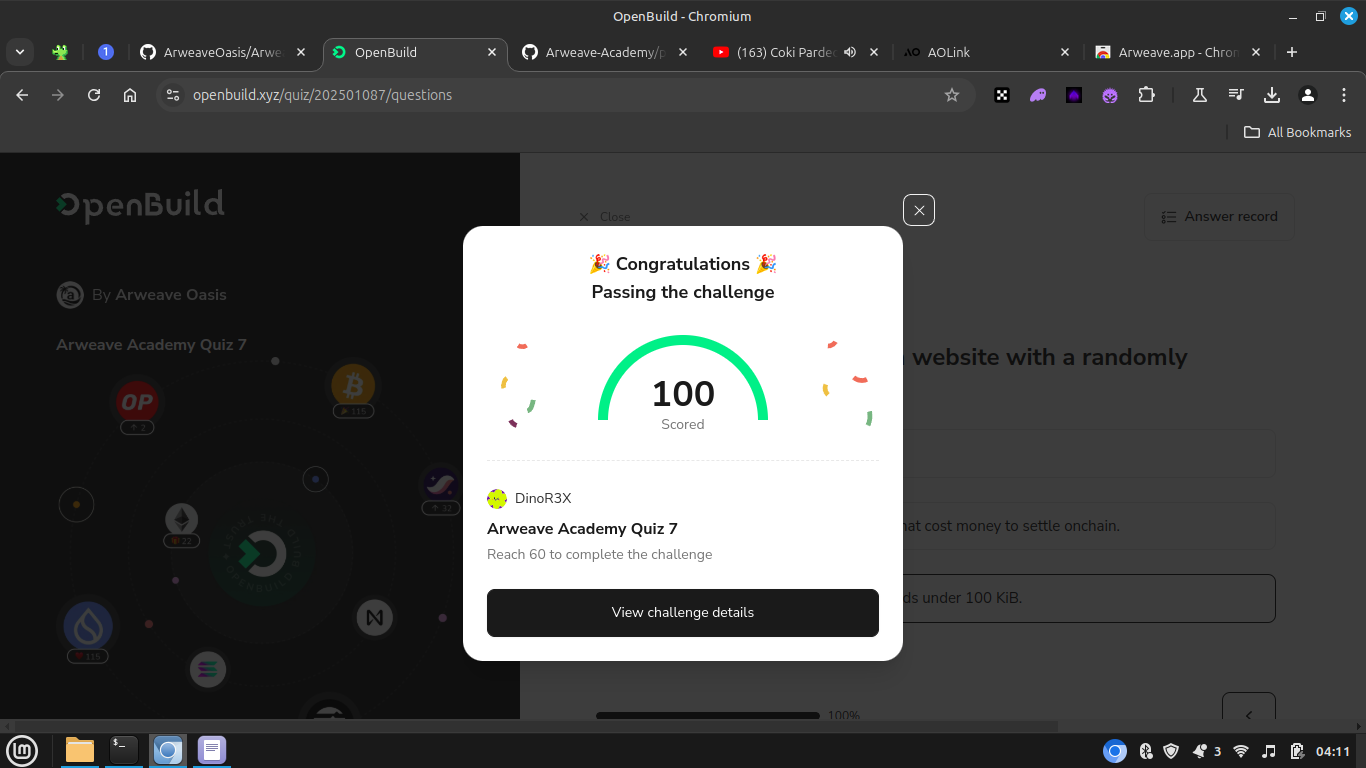 OpenBuild - Chromium
1
ArweaveOasis/Arwea
OpenBuild
Arweave-Academy/p
(163) Coki Pardec
AO AOLink
Arweave.app - Chron
openbuild.xyz/quiz/202501087/questions
All Bookmarks
OpenBuild
Close
Answer record
By Arweave Oasis
Arweave Academy Quiz 7
website with a randomly
🎉 Congratulations 🎉
Passing the challenge
100
Scored
DinoR3X
Arweave Academy Quiz 7
Reach 60 to complete the challenge
View challenge details
OP
2
115
32
22
115
hat cost money to settle onchain.
ds under 100 KiB.
100%
3
04:11